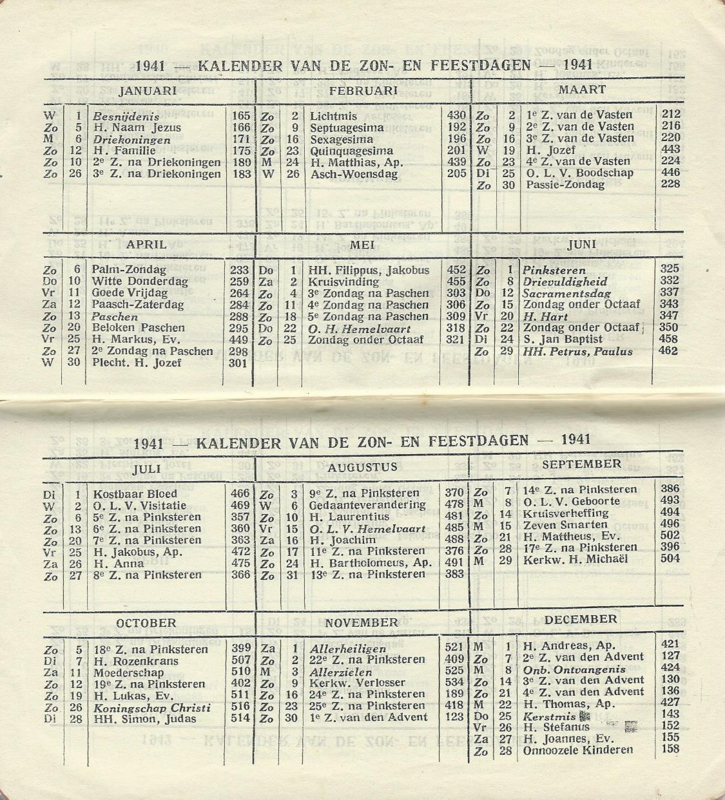 1941 — KALENDER VAN DE ZON- EN FEESTDAGEN — 1941
JANUARI
W 1 Besnijdenis 165
Zo 5 H. Naam Jezus 166
M 6 Driekoningen 171
Zo 12 H. Familie 175
Zo 10 2e Z. na Driekoningen 180
Zo 26 3e Z. na Driekoningen 183
FEBRUARI
Zo 2 Lichtmis 430
Zo 9 Septuagesima 192
Zo 16 Sexagesima 196
Zo 23 Quinquagesima 201
M 24 H. Matthias, Ap. 439
W 26 Asch-Woensdag 205
MAART
Zo 2 1e Z. van de Vasten 212
Zo 9 2e Z. van de Vasten 216
Zo 16 3e Z. van de Vasten 220
W 19 H. Jozef 443
Zo 23 4e Z. van de Vasten 224
Di 25 O. L. V. Boodschap 446
Zo 30 Passie-Zondag 228
APRIL
Zo 6 Palm-Zondag 233
Do 10 Witte Donderdag 259
Vr 11 Goede Vrijdag 264
Za 12 Paasch-Zaterdag 284
Zo 13 Paschen 288
Zo 20 Beloken Paschen 295
Vr 25 H. Markus, Ev. 449
Zo 27 2e Zondag na Paschen 298
W 30 Plecht. H. Jozef 301
MEI
Do 1 HH. Filippus, Jakobus 452
Za 2 Kruisvinding 455
Zo 4 3e Zondag na Paschen 303
Zo 11 4e Zondag na Paschen 306
Zo 18 5e Zondag na Paschen 309
Do 22 O. H. Hemelvaart 318
Zo 25 Zondag onder Octaaf 321
JUNI
Zo 1 Pinksteren 325
Zo 8 Drievuldigheid 332
Do 12 Sacramentsdag 337
Zo 15 Zondag onder Octaaf 343
Vr 20 H. Hart 347
Zo 22 Zondag onder Octaaf 350
Di 24 S. Jan Baptist 458
Zo 29 HH. Petrus, Paulus 462
1941 — KALENDER VAN DE ZON- EN FEESTDAGEN — 1941
JULI
Di 1 Kostbaar Bloed 466
W 2 O. L. V. Visitatie 469
Zo 6 5e Z. na Pinksteren 357
Zo 13 6e Z. na Pinksteren 360
Zo 20 7e Z. na Pinksteren 363
Vr 25 H. Jakobus, Ap. 472
Za 26 H. Anna 475
Zo 27 8e Z. na Pinksteren 366
AUGUSTUS
Zo 3 9e Z. na Pinksteren 370
W 6 Gedaanteverandering 478
Zo 10 H. Laurentius 481
Vr 15 O. L. V. Hemelvaart 485
Za 16 H. Joachim 488
Zo 17 11e Z. na Pinksteren 376
Zo 24 H. Bartholomeus, Ap. 491
Zo 31 13e Z. na Pinksteren 383
SEPTEMBER
Zo 7 14e Z. na Pinksteren 386
M 8 O. L. V. Geboorte 493
Zo 14 Kruisverheffing 494
M 15 Zeven Smarten 496
Zo 21 H. Mattheus, Ev. 502
Zo 28 17e Z. na Pinksteren 396
M 29 Kerkw. H. Michaël 504
OCTOBER
Zo 5 18e Z. na Pinksteren 399
Di 7 H. Rozenkrans 507
Za 11 Moederschap 510
Zo 12 19e Z. na Pinksteren 402
Zo 19 H. Lukas, Ev. 511
Zo 26 Koningschap Christi 516
Di 28 HH. Simon, Judas 514
NOVEMBER
Za 1 Allerheiligen 521
Zo 2 22e Z. na Pinksteren 409
M 3 Allerzielen 525
Zo 9 Kerkw. Verlosser 534
Zo 16 24e Z. na Pinksteren 189
Zo 23 25e Z. na Pinksteren 418
Zo 30 1e Z. van den Advent 123
DECEMBER
M 1 H. Andreas, Ap. 421
Zo 7 2e Z. van den Advent 127
M 8 Onb. Ontvangenis 424
Zo 14 3e Z. van den Advent 130
Zo 21 4e Z. van den Advent 136
M 22 H. Thomas, Ap. 427
Do 25 Kerstmis 143
Vr 26 H. Stefanus 152
Za 27 H. Joannes, Ev. 155
Zo 28 Onnoozele Kinderen 158